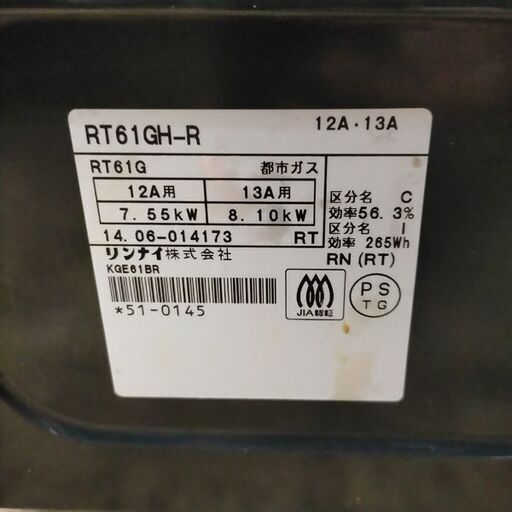 RT61GH-R 12A・13A
RT61G 都市ガス
12A用 13A用
7.55kW 8.10kW
区分名 C
効率56.3%
区分名 I
効率 265Wh
14.06-014173 RT
リンナイ株式会社
RN (RT)
KGE61BR
*51-0145
JIA認証
PS
TG